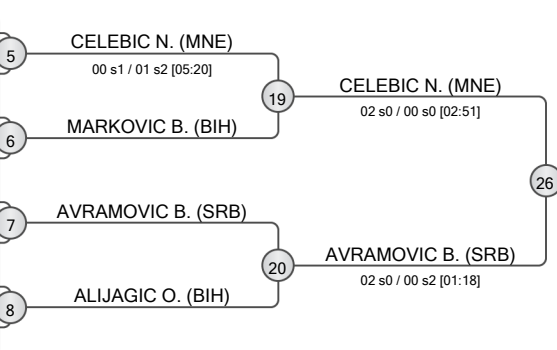 5
CELEBIC N. (MNE)
00 s1 / 01 s2 [05:20]
19
CELEBIC N. (MNE)
02 s0 / 00 s0 [02:51]
6
MARKOVIC B. (BIH)
26
7
AVRAMOVIC B. (SRB)
20
AVRAMOVIC B. (SRB)
02 s0 / 00 s2 [01:18]
8
ALIJAGIC O. (BIH)